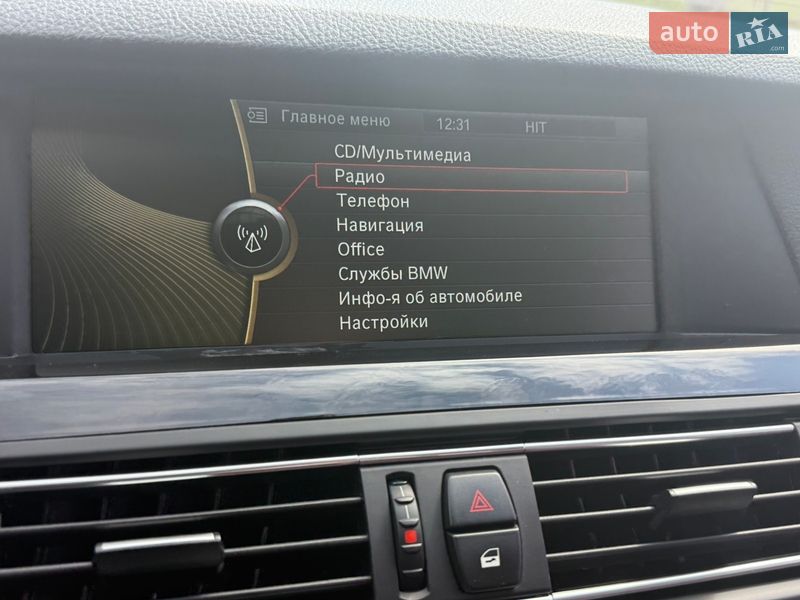 auto RIA .com
Главное меню 12:31 HIT
CD/Мультимедиа
Радио
Телефон
Навигация
Office
Службы BMW
Инфо-я об автомобиле
Настройки